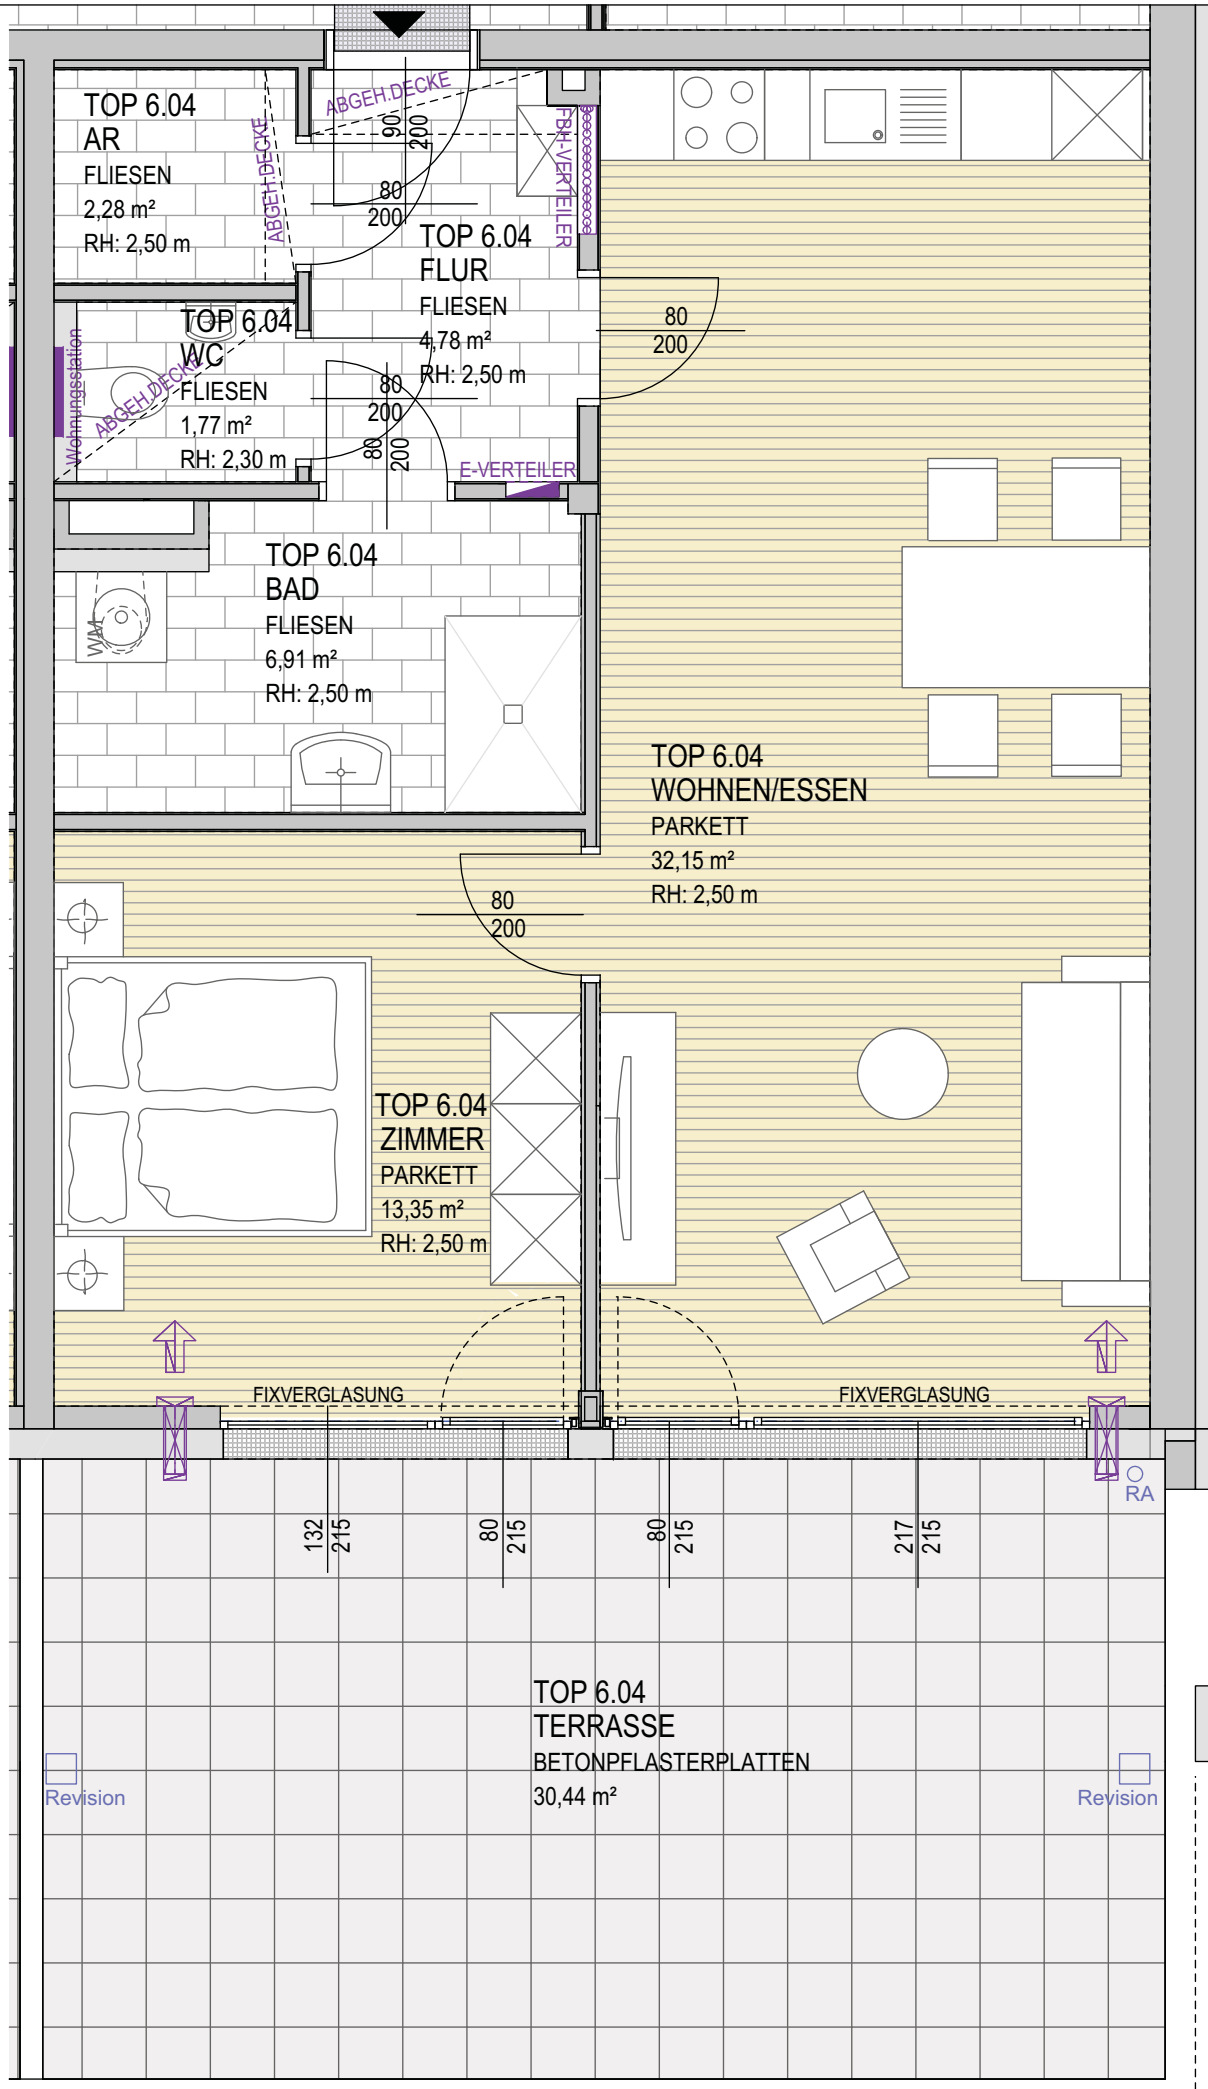 TOP 6.04
AR
FLIESEN
2,28 m²
RH: 2,50 m
ABGEH.DECKE
ABGEH.DECKE
90
200
80
200
FBH-VERTEILER
TOP 6.04
FLUR
FLIESEN
4,78 m²
RH: 2,50 m
80
200
TOP 6.04
WC
FLIESEN
1,77 m²
RH: 2,30 m
Wohnungsstation
ABGEH.DECKE
80
200
80
200
E-VERTEILER
TOP 6.04
BAD
FLIESEN
6,91 m²
RH: 2,50 m
WM
TOP 6.04
WOHNEN/ESSEN
PARKETT
32,15 m²
RH: 2,50 m
80
200
TOP 6.04
ZIMMER
PARKETT
13,35 m²
RH: 2,50 m
FIXVERGLASUNG
FIXVERGLASUNG
RA
132
215
80
215
80
215
217
215
TOP 6.04
TERRASSE
BETONPFLASTERPLATTEN
30,44 m²
Revision
Revision